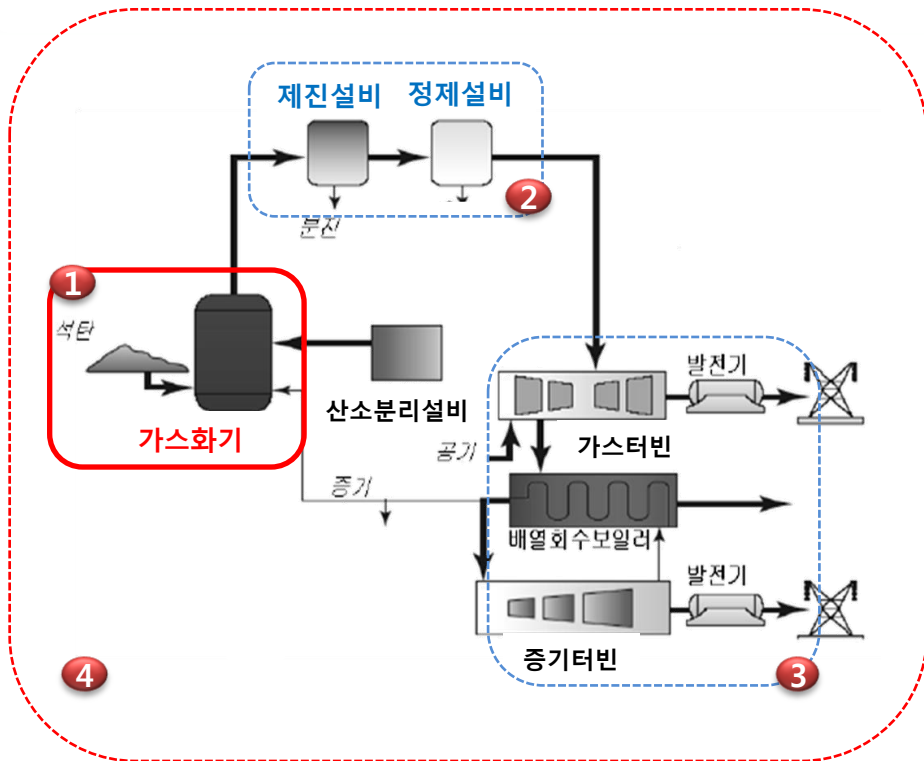 제진설비 정제설비
2
분진
1
석탄
산소분리설비
가스화기
발전기
공기
가스터빈
증기
배열회수보일러
발전기
증기터빈
4
3